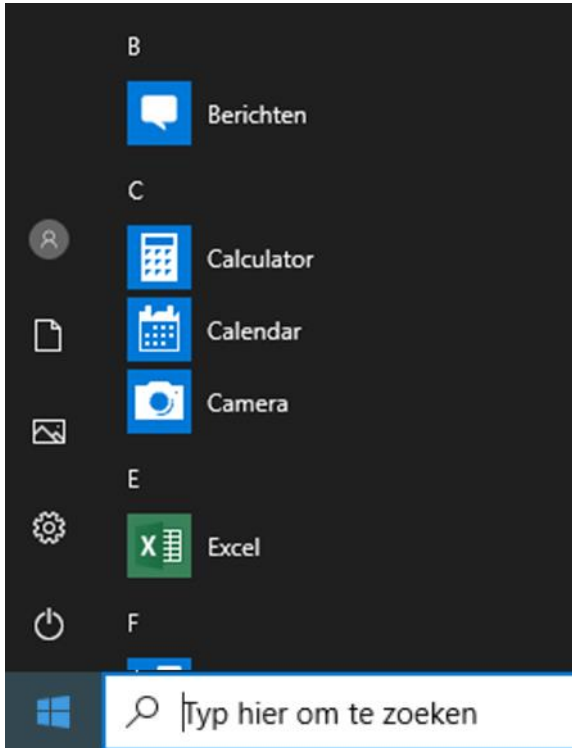 B
Berichten
C
Calculator
Calendar
Camera
E
Excel
F
Typ hier om te zoeken